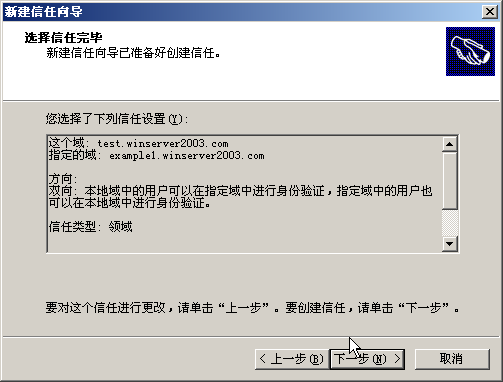 新建信任向导
选择信任完毕
新建信任向导已准备好创建信任。
您选择了下列信任设置(Y):
这个域: test.winserver2003.com
指定的域: example1.winserver2003.com
方向:
双向: 本地域中的用户可以在指定域中进行身份验证，指定域中的用户也
可以在本地域中进行身份验证。
信任类型: 领域
要对这个信任进行更改，请单击“上一步”。要创建信任，请单击“下一步”。
< 上一步(B) 下一步(N) > 取消